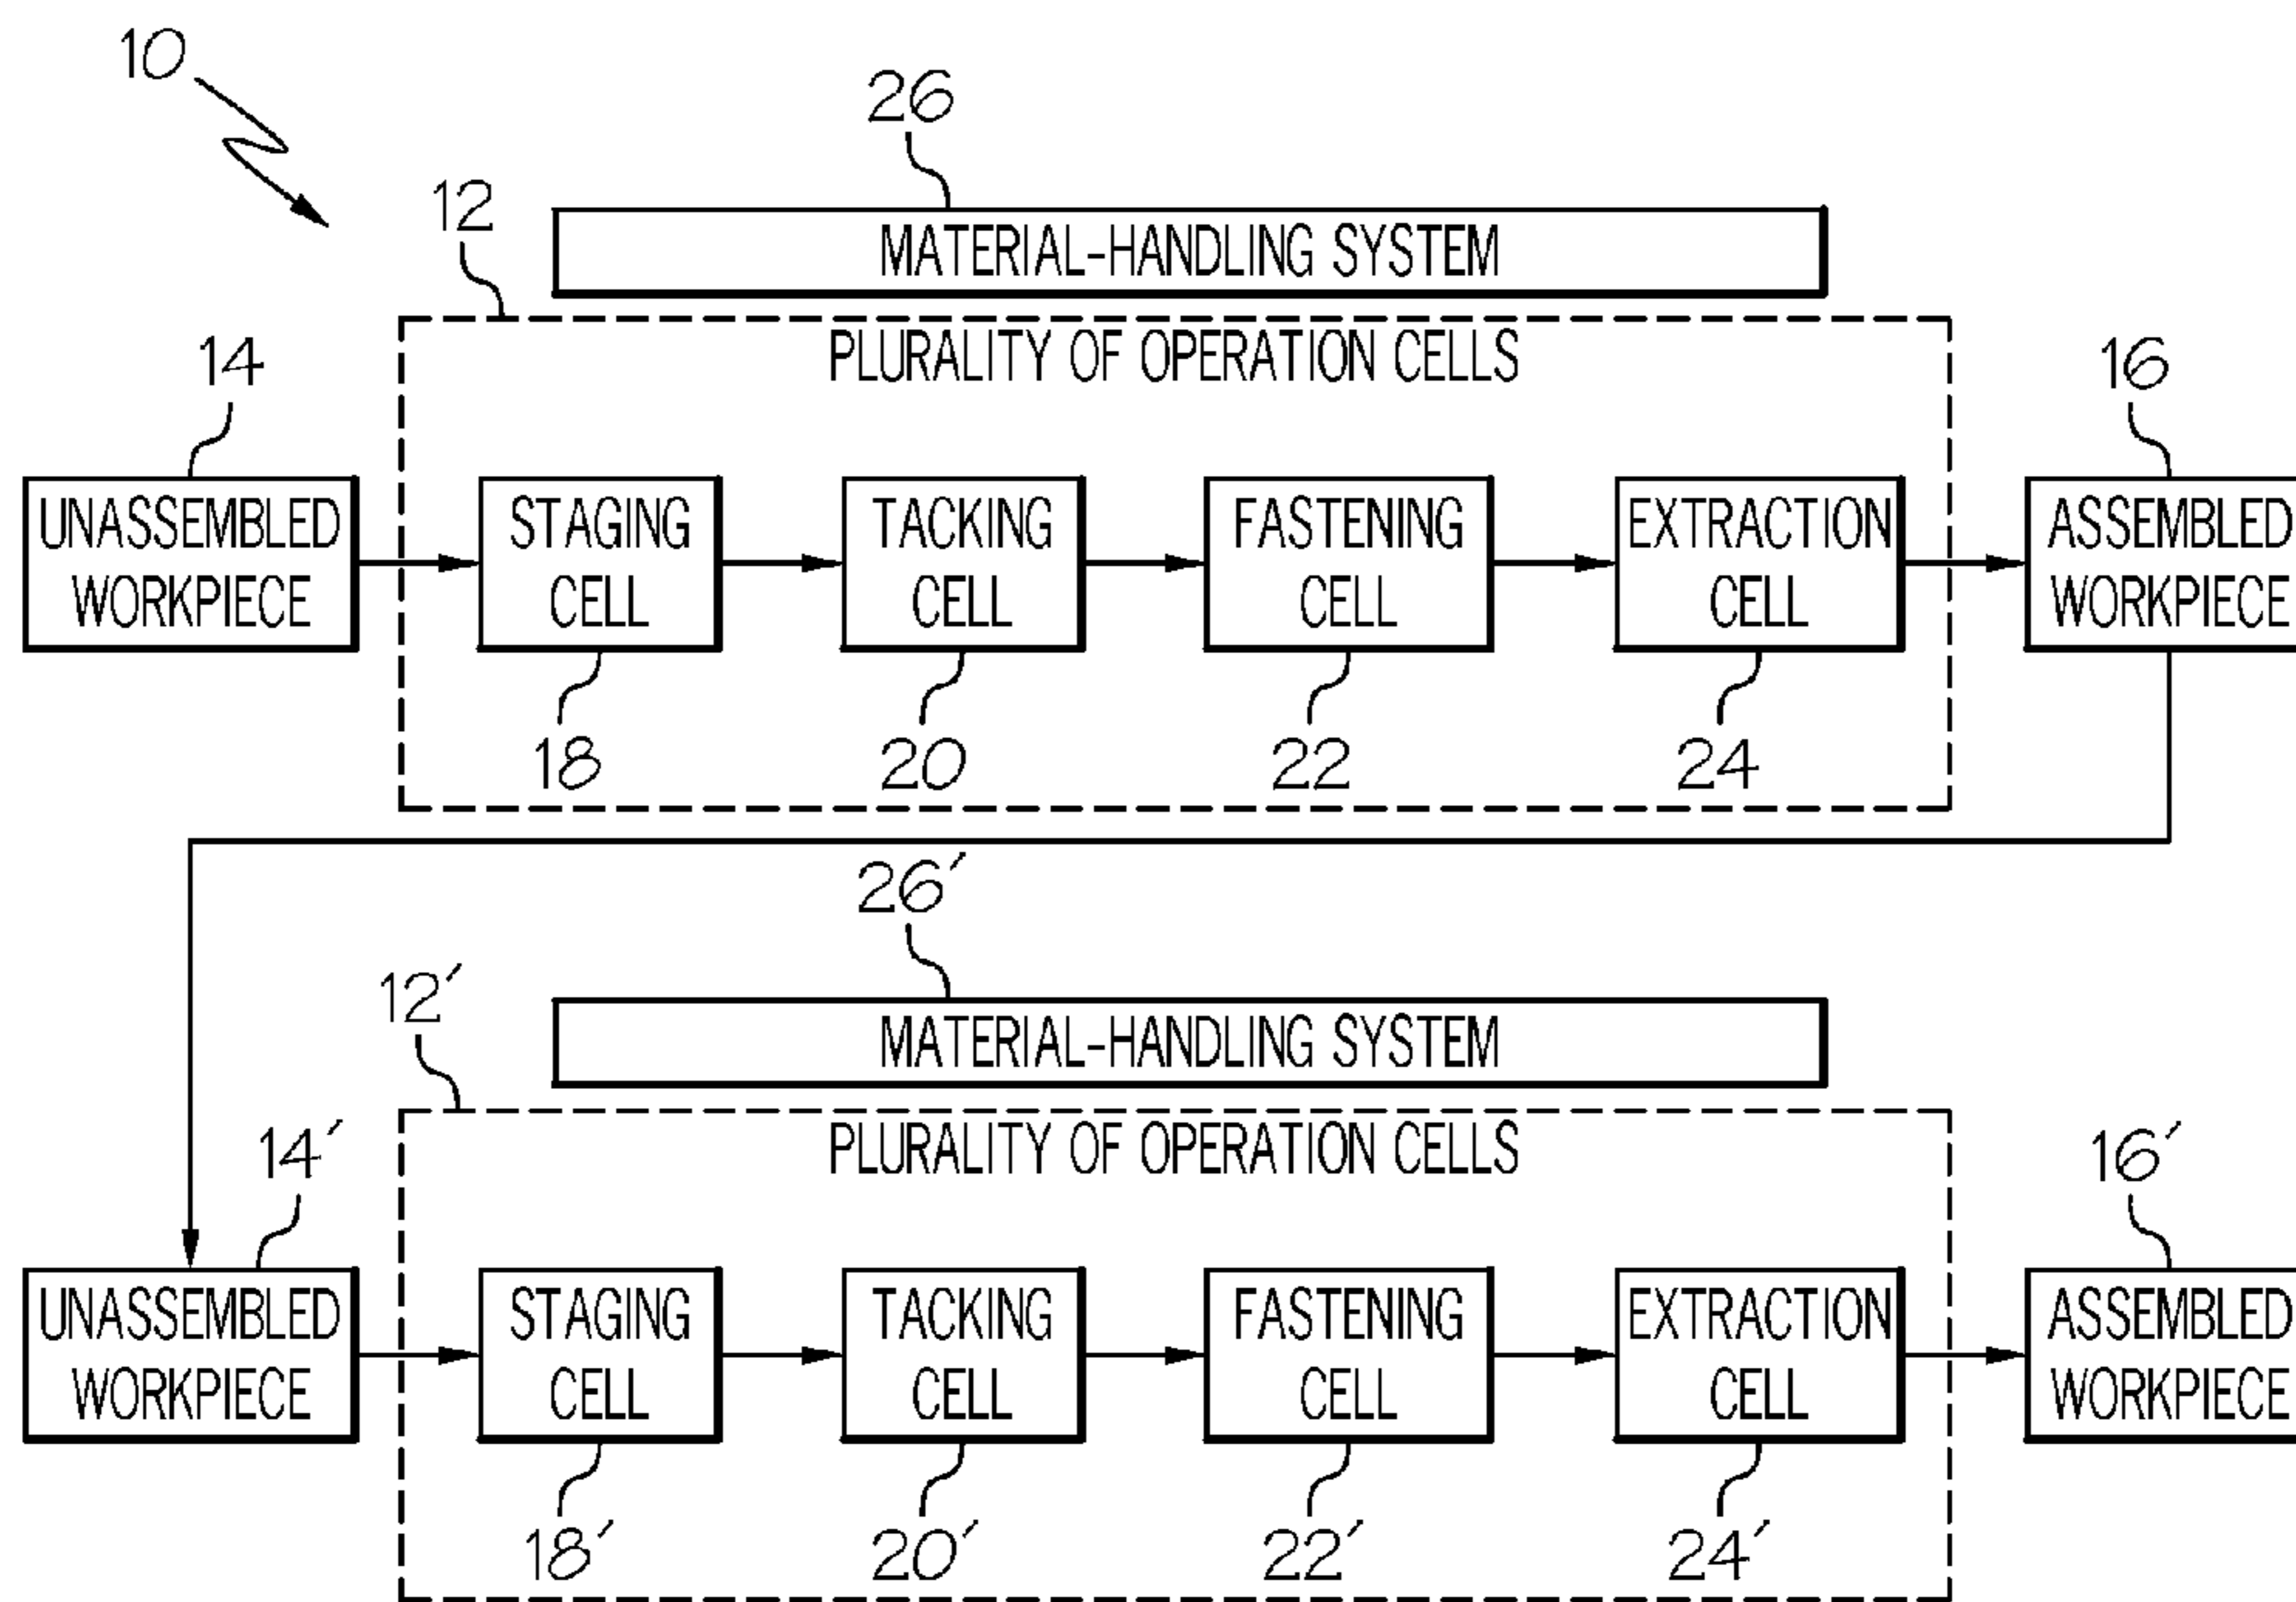 10
26
12
MATERIAL-HANDLING SYSTEM
PLURALITY OF OPERATION CELLS
14
16
UNASSEMBLED
WORKPIECE
STAGING
CELL
TACKING
CELL
FASTENING
CELL
EXTRACTION
CELL
ASSEMBLED
WORKPIECE
18
20
22
24
26'
12'
MATERIAL-HANDLING SYSTEM
PLURALITY OF OPERATION CELLS
14'
16'
UNASSEMBLED
WORKPIECE
STAGING
CELL
TACKING
CELL
FASTENING
CELL
EXTRACTION
CELL
ASSEMBLED
WORKPIECE
18'
20'
22'
24'